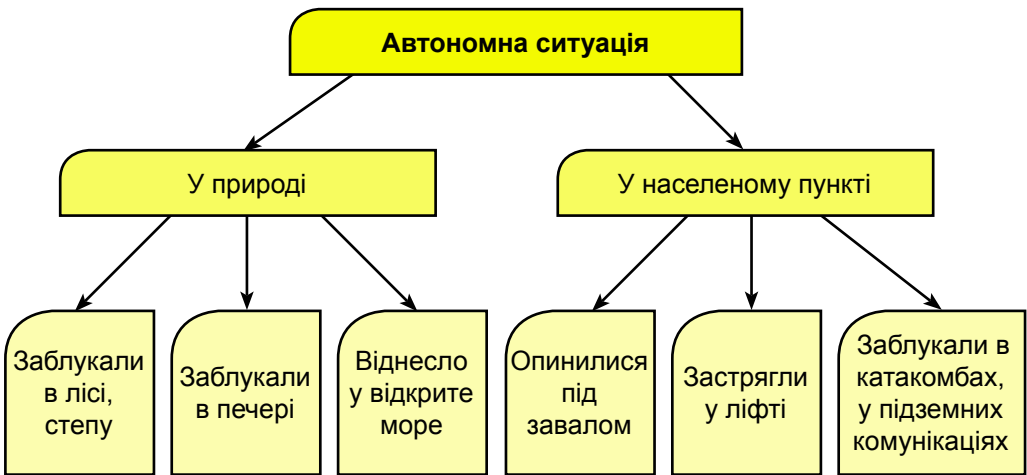 Автономна ситуація
У природі
У населеному пункті
Заблукали
в лісі,
степу
Заблукали
в печері
Віднесло
у відкрите
море
Опинилися
під
завалом
Застрягли
у ліфті
Заблукали в
катакомбах,
у підземних
комунікаціях